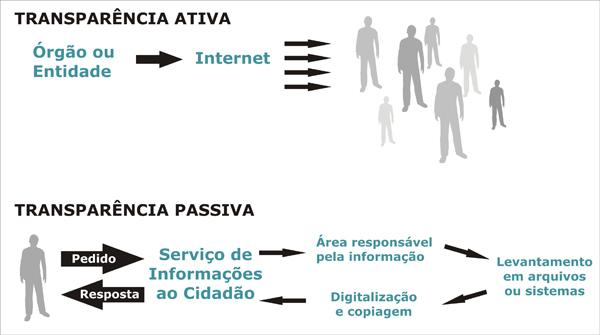 TRANSPARÊNCIA ATIVA
Órgão ou
Entidade
Internet
TRANSPARÊNCIA PASSIVA
Pedido
Resposta
Serviço de
Informações
ao Cidadão
Área responsável
pela informação
Levantamento
em arquivos
ou sistemas
Digitalização
e copiagem